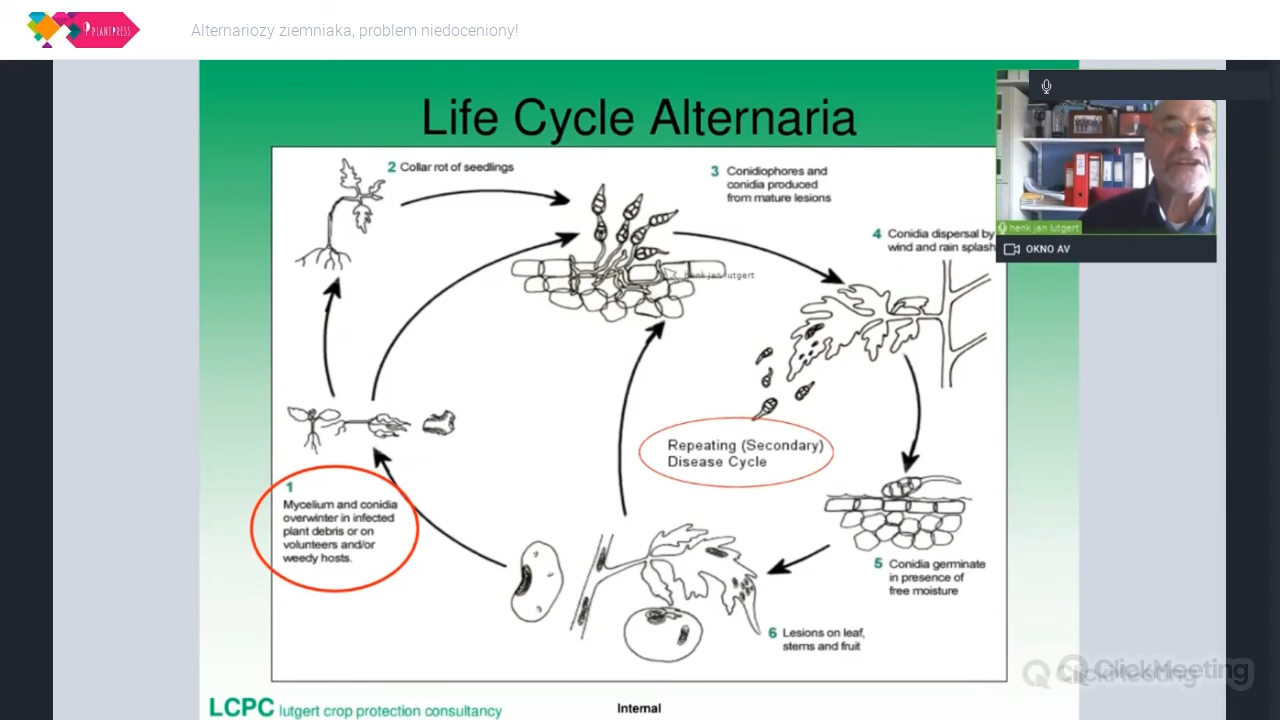 PLANTPRESS
Alternariozy ziemniaka, problem niedoceniony!
Life Cycle Alternaria
2 Collar rot of seedlings
3 Conidiophores and
conidia produced
from mature lesions
4 Conidia dispersal by
wind and rain splash
henk jan lutgert
OKNO AV
henk jan lutgert
Repeating (Secondary)
Disease Cycle
1
Mycelium and conidia
overwinter in infected
plant debris or on
volunteers and/or
weedy hosts.
5 Conidia germinate
in presence of
free moisture
6 Lesions on leaf,
stems and fruit
ClickMeeting
ClickMeeting
LCPC lutgert crop protection consultancy
Internal